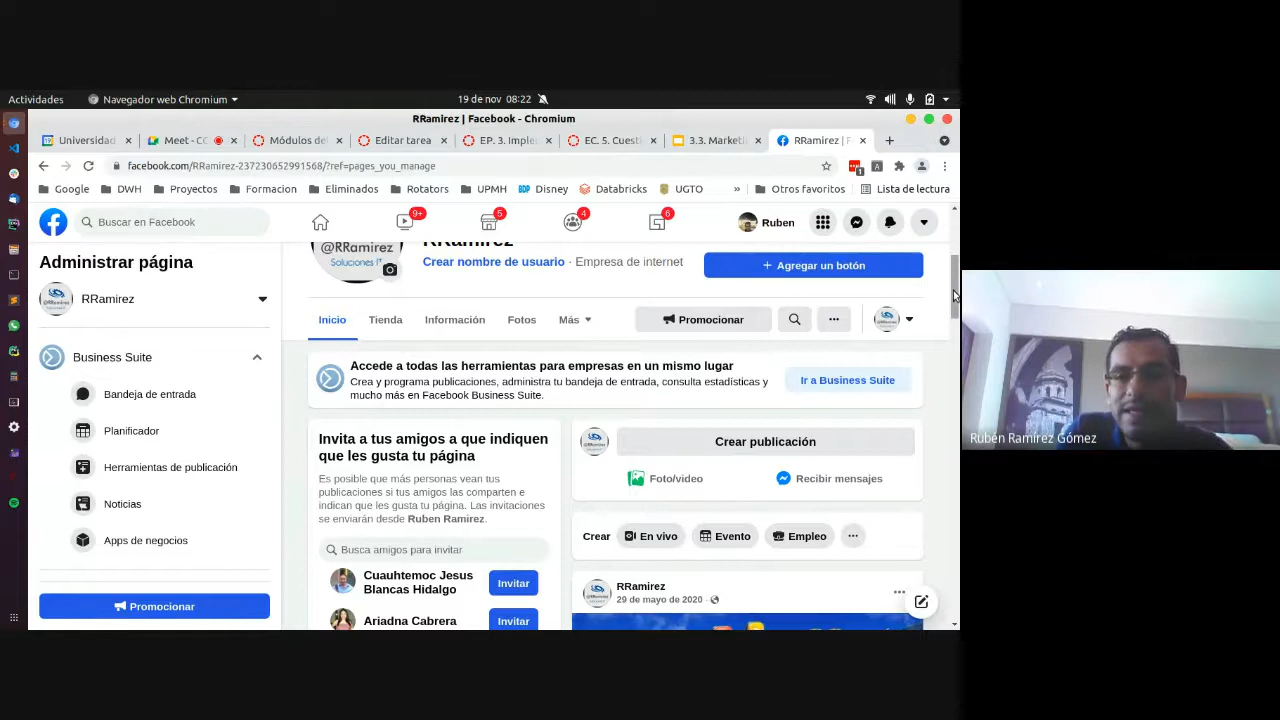 Actividades
Navegador web Chromium
19 de nov 08:22
RRamirez | Facebook - Chromium
Universidad
Meet - CC
Módulos del
Editar tarea
EP. 3. Imple
EC. 5. Cuesti
3.3. Marketi
RRamirez | F
facebook.com/RRamirez-237230652991568/?ref=pages_you_manage
1
Google
DWH
Proyectos
Formacion
Eliminados
Rotators
UPMH
Disney
Databricks
UGTO
»
Otros favoritos
Lista de lectura
Buscar en Facebook
9+
5
4
6
Ruben
Administrar página
RRamirez
Business Suite
Bandeja de entrada
Planificador
Herramientas de publicación
Noticias
Apps de negocios
Promocionar
@RRamirez
Soluciones
RRamirez
Crear nombre de usuario · Empresa de internet
+ Agregar un botón
Inicio
Tienda
Información
Fotos
Más
Promocionar
Accede a todas las herramientas para empresas en un mismo lugar
Crea y programa publicaciones, administra tu bandeja de entrada, consulta estadísticas y
mucho más en Facebook Business Suite.
Ir a Business Suite
Invita a tus amigos a que indiquen
que les gusta tu página
Es posible que más personas vean tus
publicaciones si tus amigos las comparten e
indican que les gusta tu página. Las invitaciones
se enviarán desde Ruben Ramirez.
Busca amigos para invitar
Cuauhtemoc Jesus
Blancas Hidalgo
Invitar
Ariadna Cabrera
Invitar
Crear publicación
Foto/video
Recibir mensajes
Crear
En vivo
Evento
Empleo
RRamirez
29 de mayo de 2020 ·
Rubén Ramírez Gómez